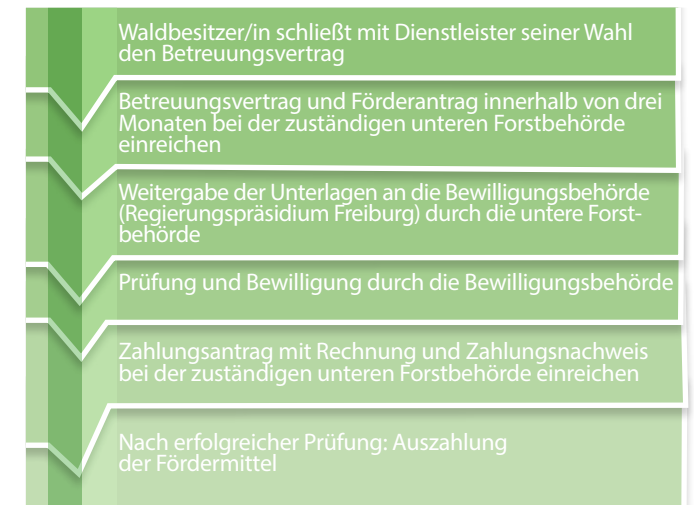 Waldbesitzer/in schließt mit Dienstleister seiner Wahl
den Betreuungsvertrag
Betreuungsvertrag und Förderantrag innerhalb von drei
Monaten bei der zuständigen unteren Forstbehörde
einreichen
Weitergabe der Unterlagen an die Bewilligungsbehörde
(Regierungspräsidium Freiburg) durch die untere Forst-
behörde
Prüfung und Bewilligung durch die Bewilligungsbehörde
Zahlungsantrag mit Rechnung und Zahlungsnachweis
bei der zuständigen unteren Forstbehörde einreichen
Nach erfolgreicher Prüfung: Auszahlung
der Fördermittel